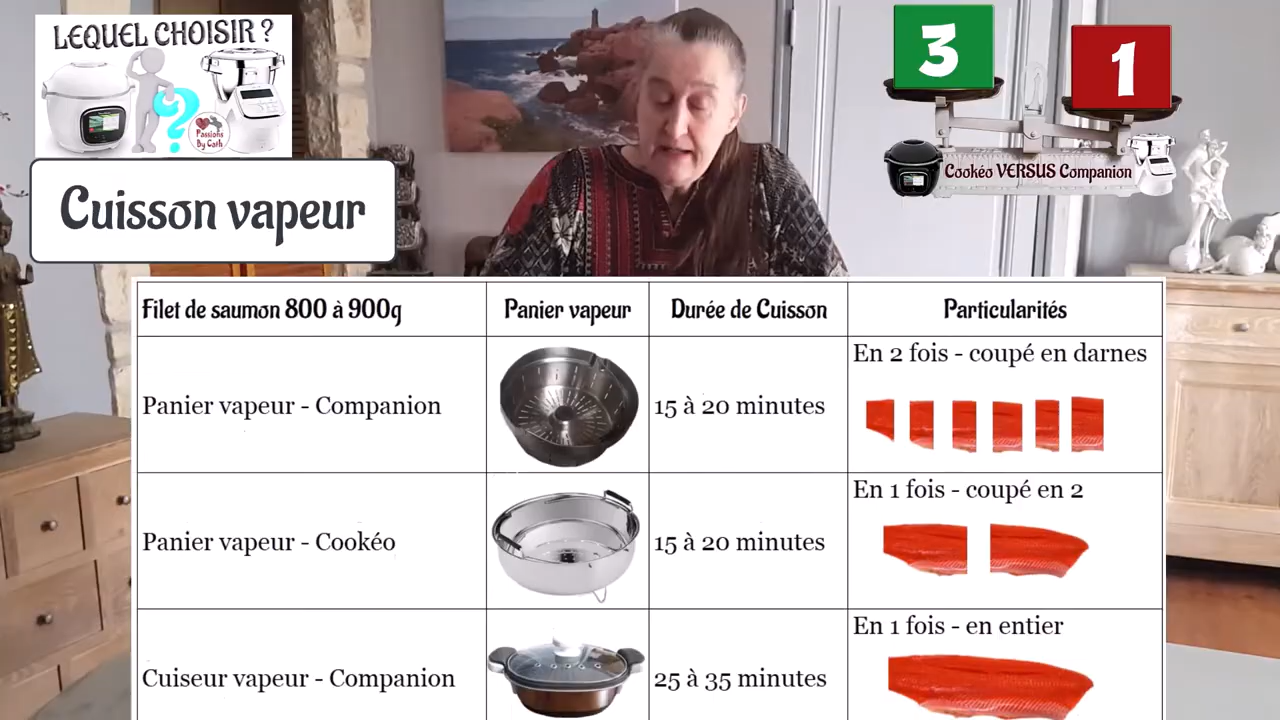 LEQUEL CHOISIR ?
?
Passions
By Cath
3
1
Cookéo VERSUS Companion
Cuisson vapeur
Filet de saumon 800 à 900g
Panier vapeur
Durée de Cuisson
Particularités
Panier vapeur - Companion
15 à 20 minutes
En 2 fois - coupé en darnes
Panier vapeur - Cookéo
15 à 20 minutes
En 1 fois - coupé en 2
Cuiseur vapeur - Companion
25 à 35 minutes
En 1 fois - en entier